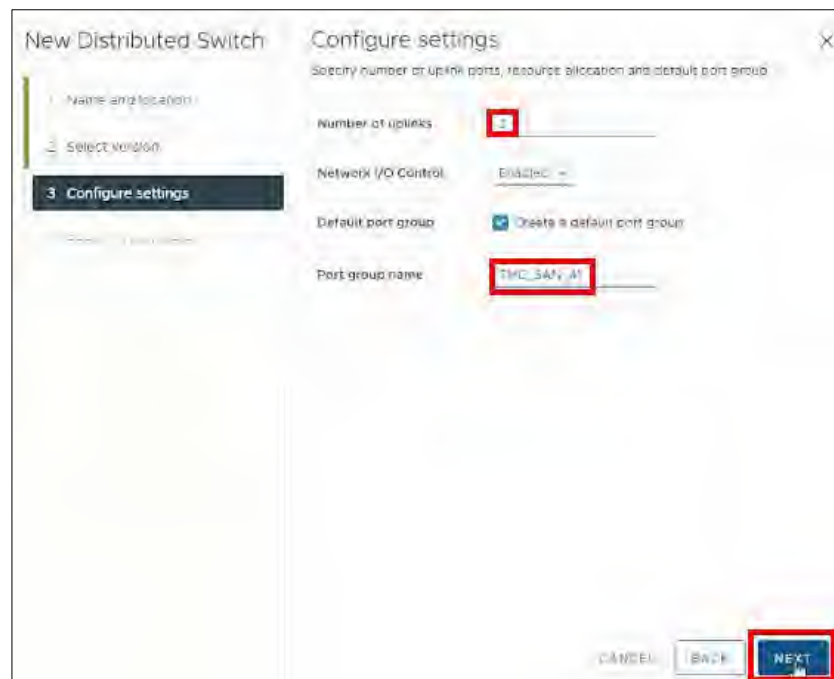 New Distributed Switch
1 Name and location
2 Select version
3 Configure settings
Configure settings
Specify number of uplink ports, resource allocation and default port group.
Number of uplinks
Network I/O Control
Enabled
Default port group
Create a default port group
Port group name
CANCEL
BACK
NEXT